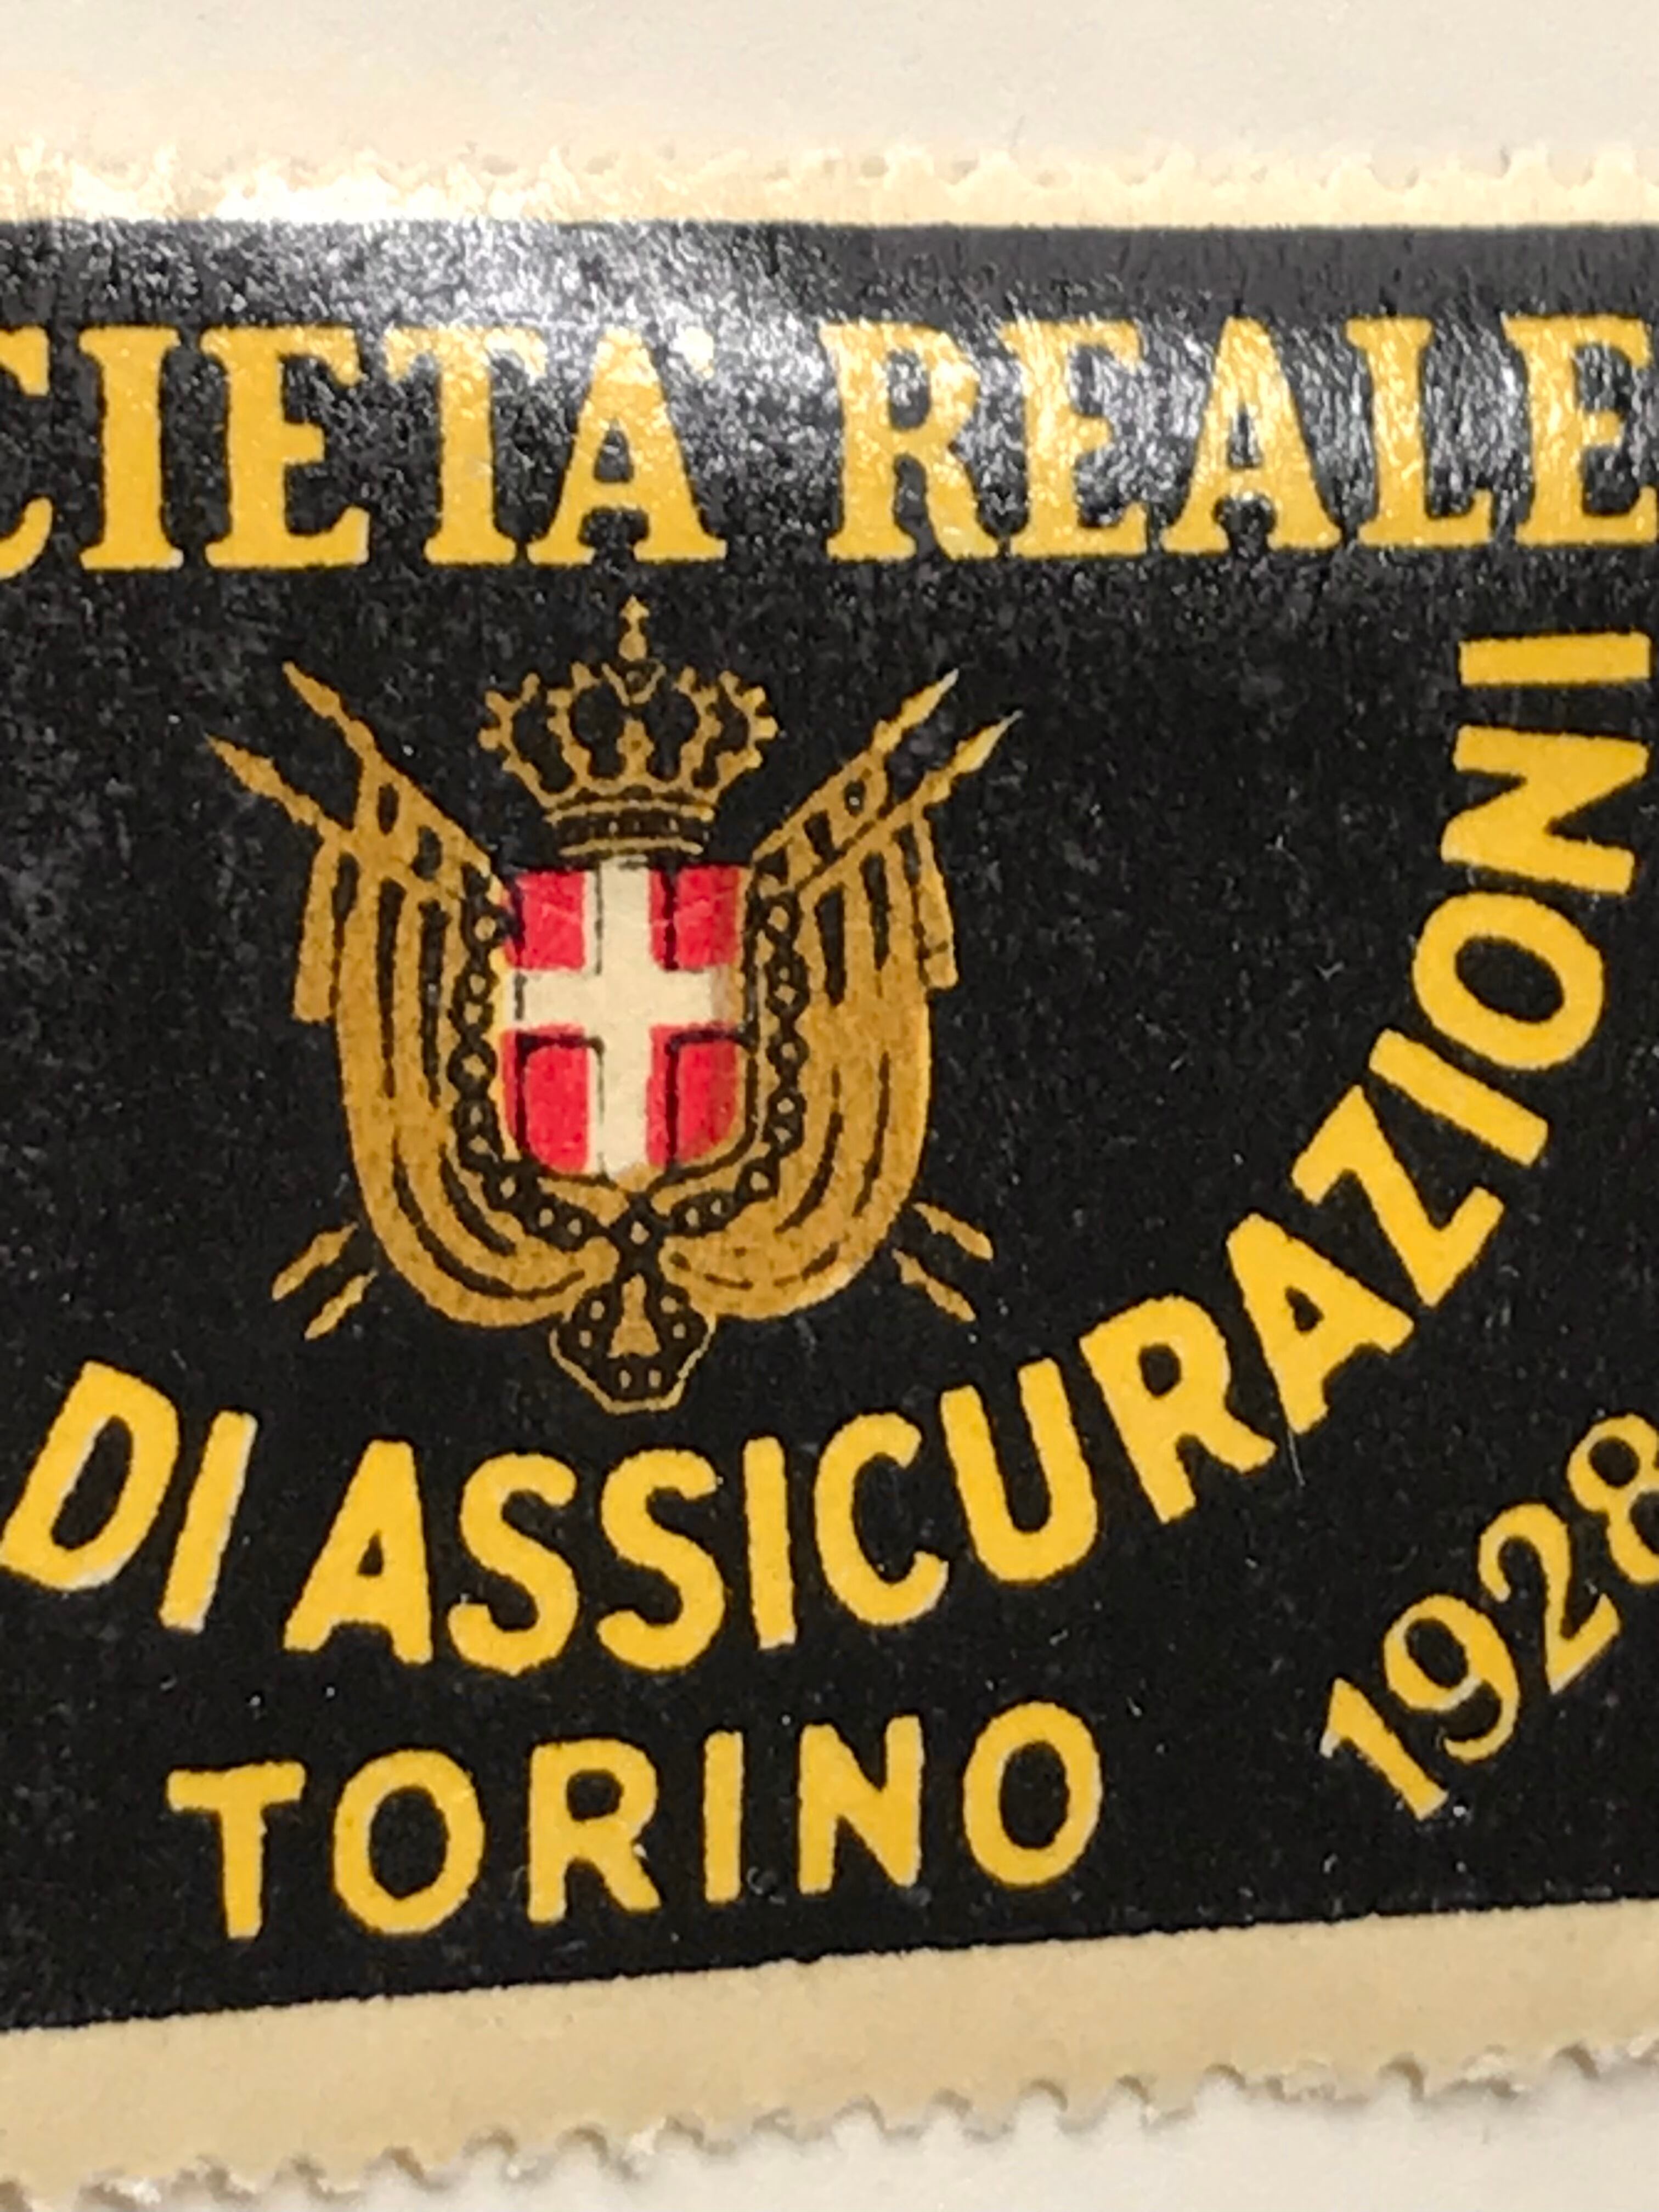 CIETA' REALE
DI ASSICURAZIONI
TORINO
1928